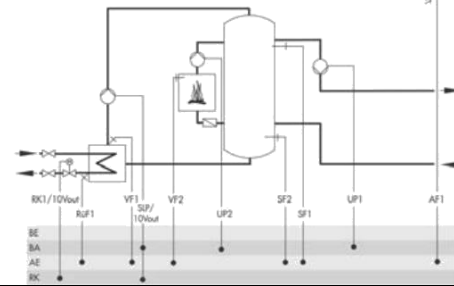 RK1/10Vout
VF1
VF2
SF2
UP1
AF1
RüF1
SLP/
10Vout
UP2
SF1
BE
BA
AE
RK